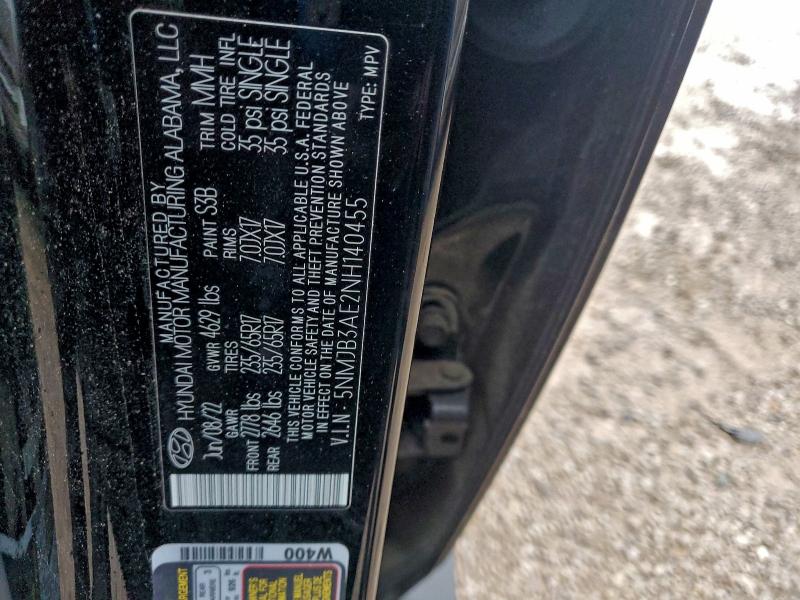 MANUFACTURED BY
HYUNDAI MOTOR MANUFACTURING ALABAMA, LLC
Jun/08/22 GVWR 4629 lbs PAINT S3B TRIM MMH
GAWR TIRES RIMS COLD TIRE INFL
FRONT 2778 lbs 235/65R17 7.0JX17 35 psi SINGLE
REAR 2646 lbs 235/65R17 7.0JX17 35 psi SINGLE
THIS VEHICLE CONFORMS TO ALL APPLICABLE U.S.A. FEDERAL
MOTOR VEHICLE SAFETY AND THEFT PREVENTION STANDARDS
IN EFFECT ON THE DATE OF MANUFACTURE SHOWN ABOVE
V.I.N : 5NMJB3AE2NH140455 TYPE: MPV
W400
REAR 3
MANUEL